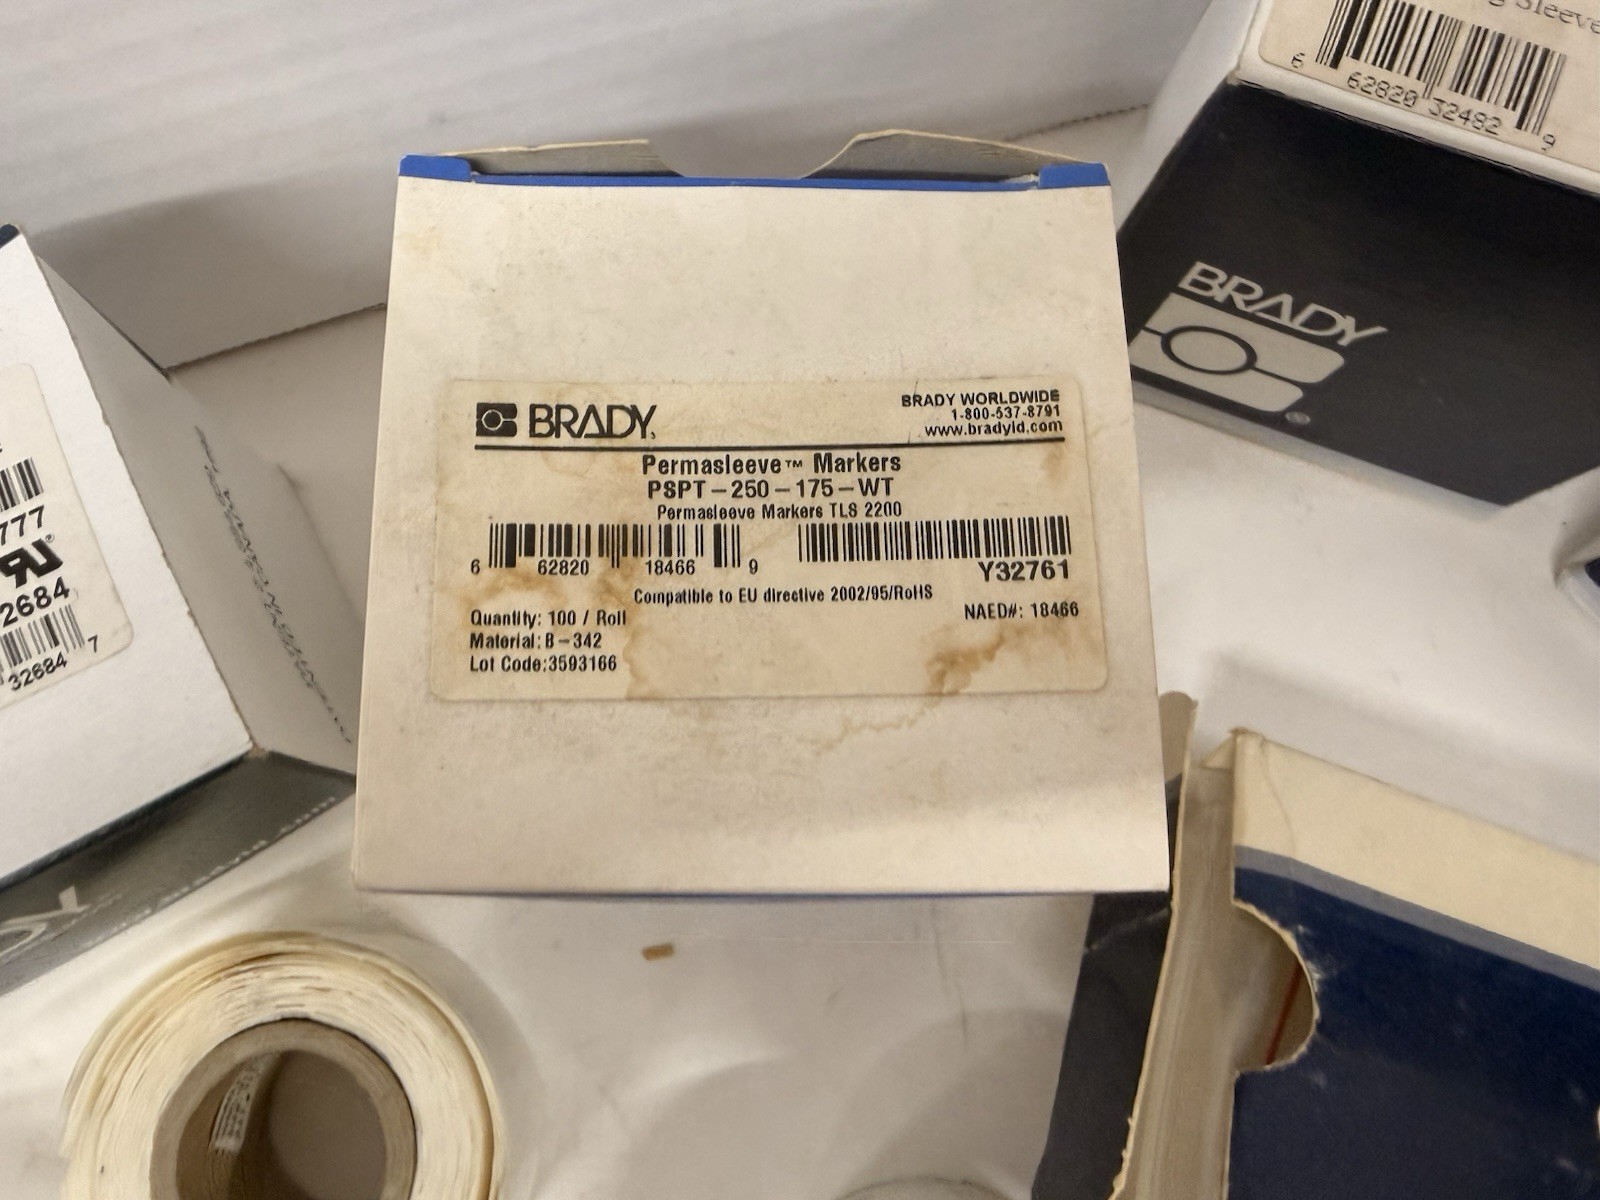 Sleeve
6 62820 32482 9
BRADY
®
BRADY
BRADY WORLDWIDE
1-800-537-8791
www.bradyid.com
Permasleeve™ Markers
PSPT-250-175-WT
Permasleeve Markers TLS 2200
6 62820 18466 9
Y32761
Compatible to EU directive 2002/95/RoHS
Quantity: 100 / Roll
NAED#: 18466
Material: B-342
Lot Code:3593166
777
2684
32684 7